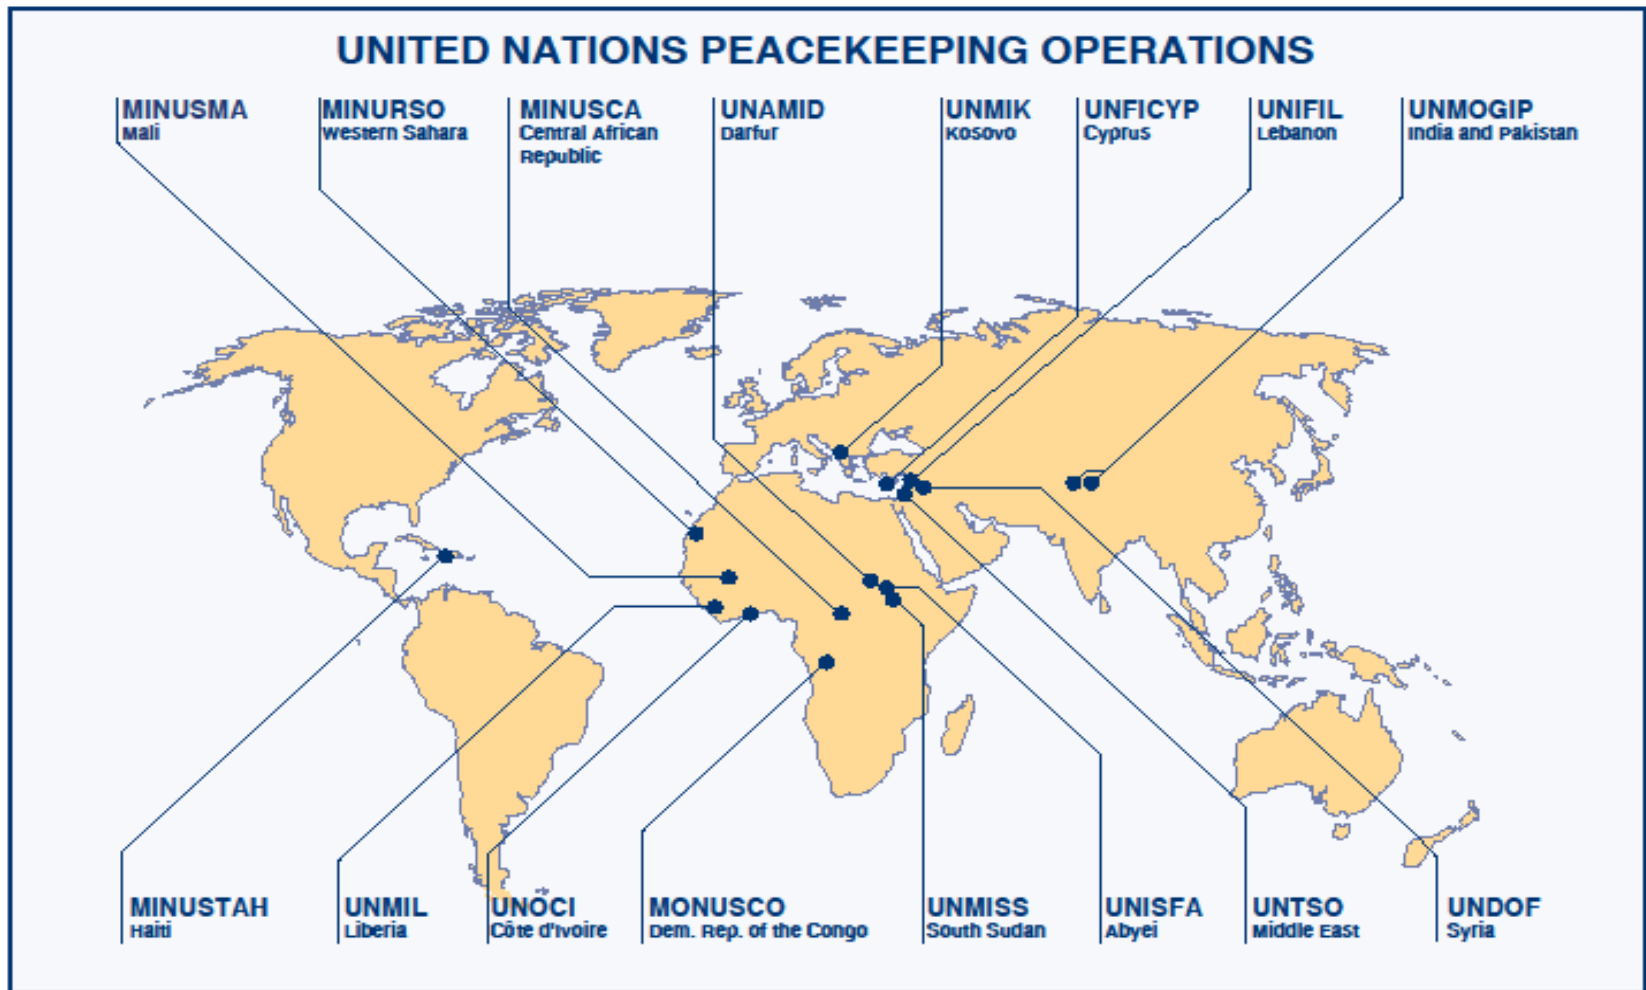 UNITED NATIONS PEACEKEEPING OPERATIONS
MINUSMA
Mali
MINURSO
Western Sahara
MINUSCA
Central African
Republic
UNAMID
Darfur
UNMIK
Kosovo
UNFICYP
Cyprus
UNIFIL
Lebanon
UNMOGIP
India and Pakistan
MINUSTAH
Haiti
UNMIL
Liberia
UNOCI
Côte d'Ivoire
MONUSCO
Dem. Rep. of the Congo
UNMISS
South Sudan
UNISFA
Abyei
UNTSO
Middle East
UNDOF
Syria